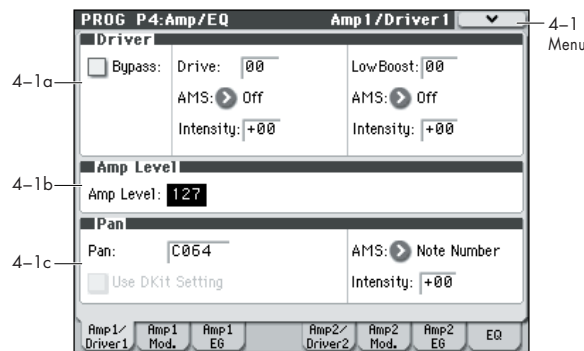 PROG P4:Amp/EQ Amp1/Driver1
4–1
Menu
Driver
4–1a
Bypass: Drive: 00 LowBoost: 00
AMS: Off AMS: Off
Intensity: +00 Intensity: +00
Amp Level
4–1b
Amp Level: 127
Pan
4–1c
Pan: C064 AMS: Note Number
Use DKit Setting Intensity: +00
Amp1/ Driver1 Amp1 Mod. Amp1 EG Amp2/ Driver2 Amp2 Mod. Amp2 EG EQ